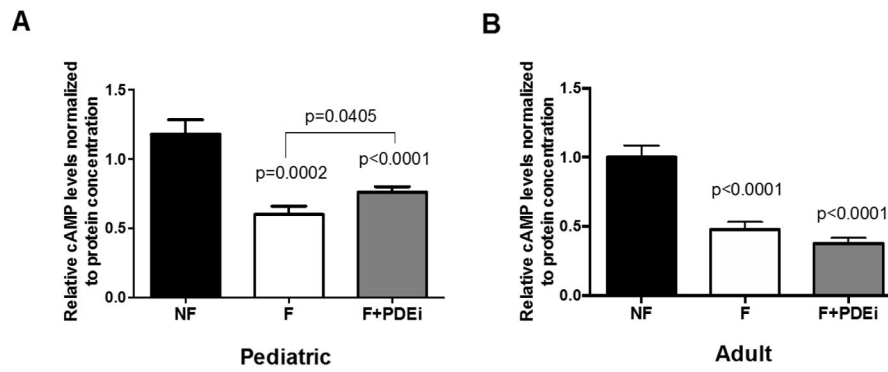 A
Relative cAMP levels normalized
to protein concentration
1.5
1.0
0.5
0.0
p=0.0405
p=0.0002
p<0.0001
NF
F
F+PDEi
Pediatric
B
Relative cAMP levels normalized
to protein concentration
1.5
1.0
0.5
0.0
p<0.0001
p<0.0001
NF
F
F+PDEi
Adult